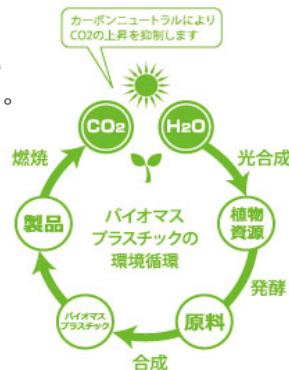 カーボンニュートラルにより
CO2の上昇を抑制します
。
CO2
H2O
燃焼
光合成
製品
バイオマス
プラスチックの
環境循環
植物
資源
発酵
バイオマス
プラスチック
原料
合成